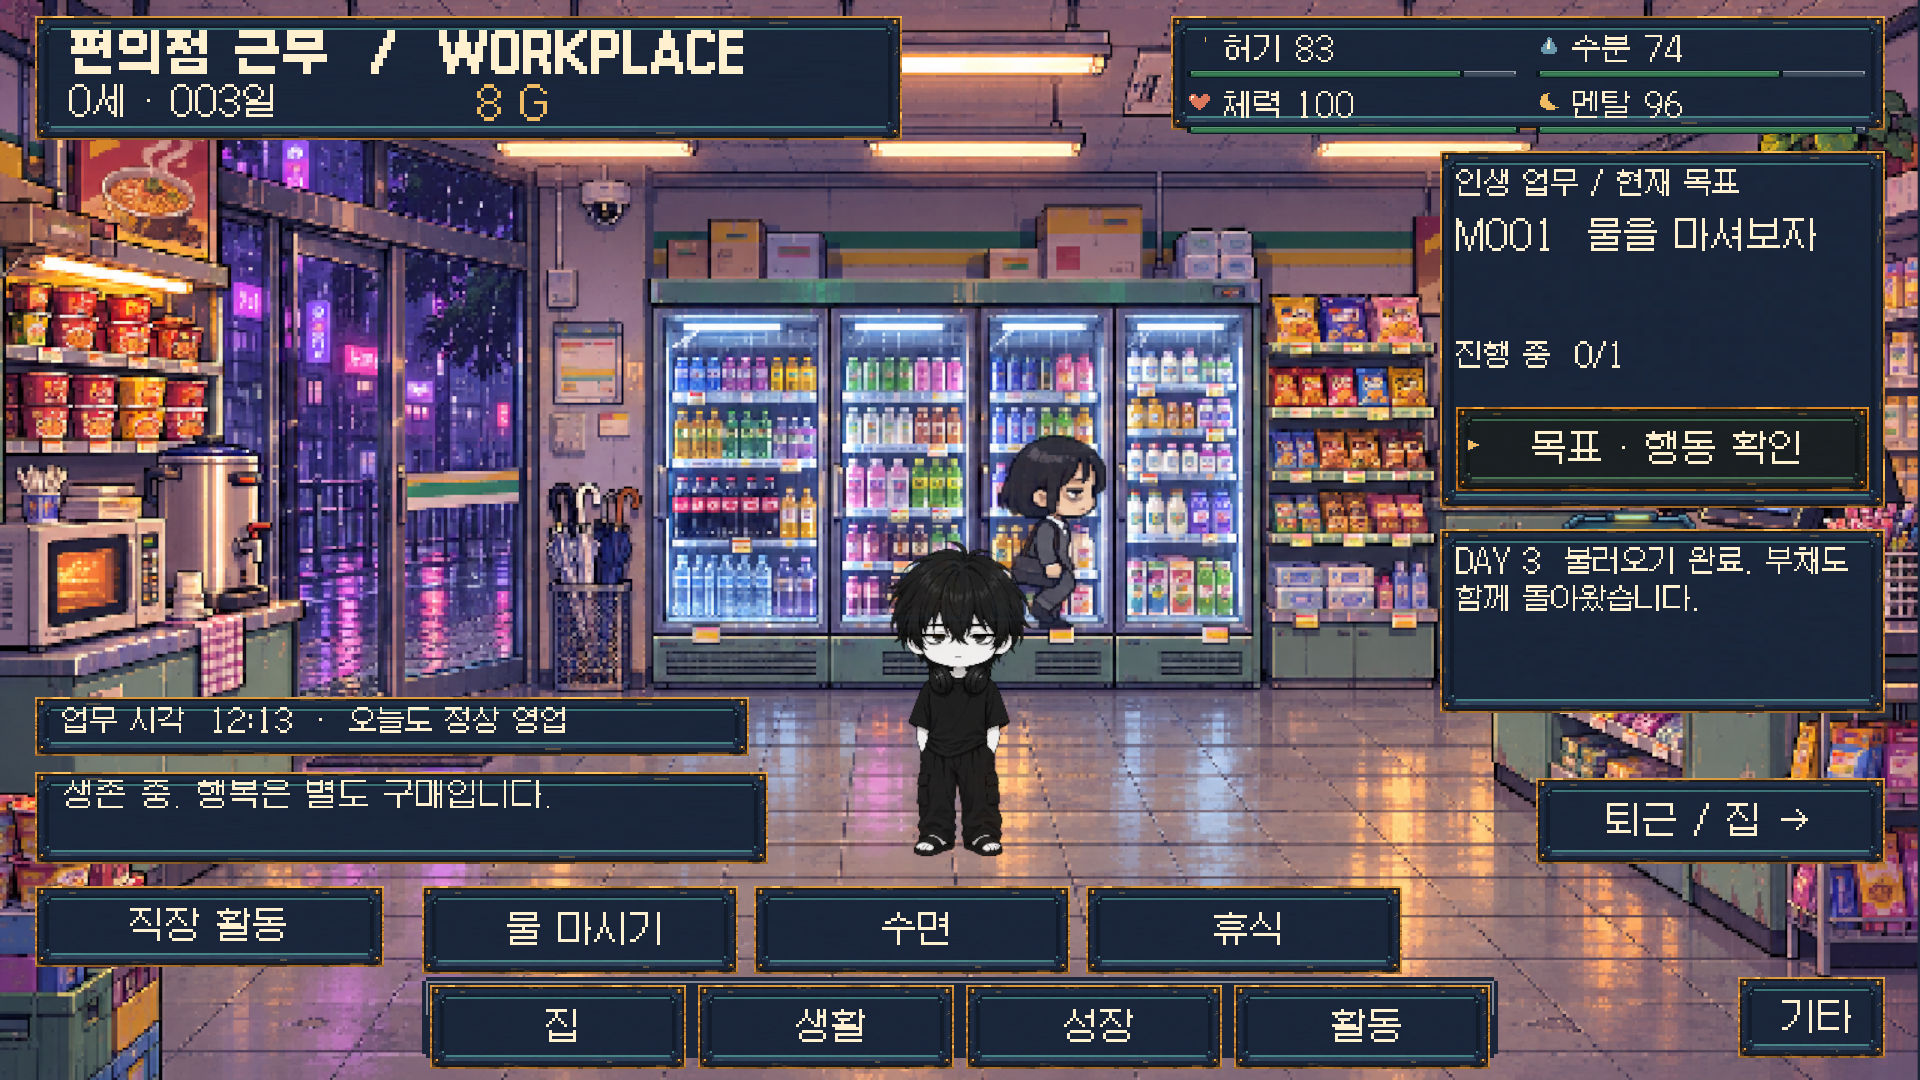 편의점 근무 / WORKPLACE
0세 · 003일 8 G
허기 83 수분 74
체력 100 멘탈 96
인생 업무 / 현재 목표
M001 물을 마셔보자
진행 중 0/1
목표 · 행동 확인
DAY 3 불러오기 완료. 부채도
함께 돌아왔습니다.
업무 시각 12:13 · 오늘도 정상 영업
생존 중. 행복은 별도 구매입니다.
퇴근 / 집 →
직장 활동
물 마시기
수면
휴식
집
생활
성장
활동
기타